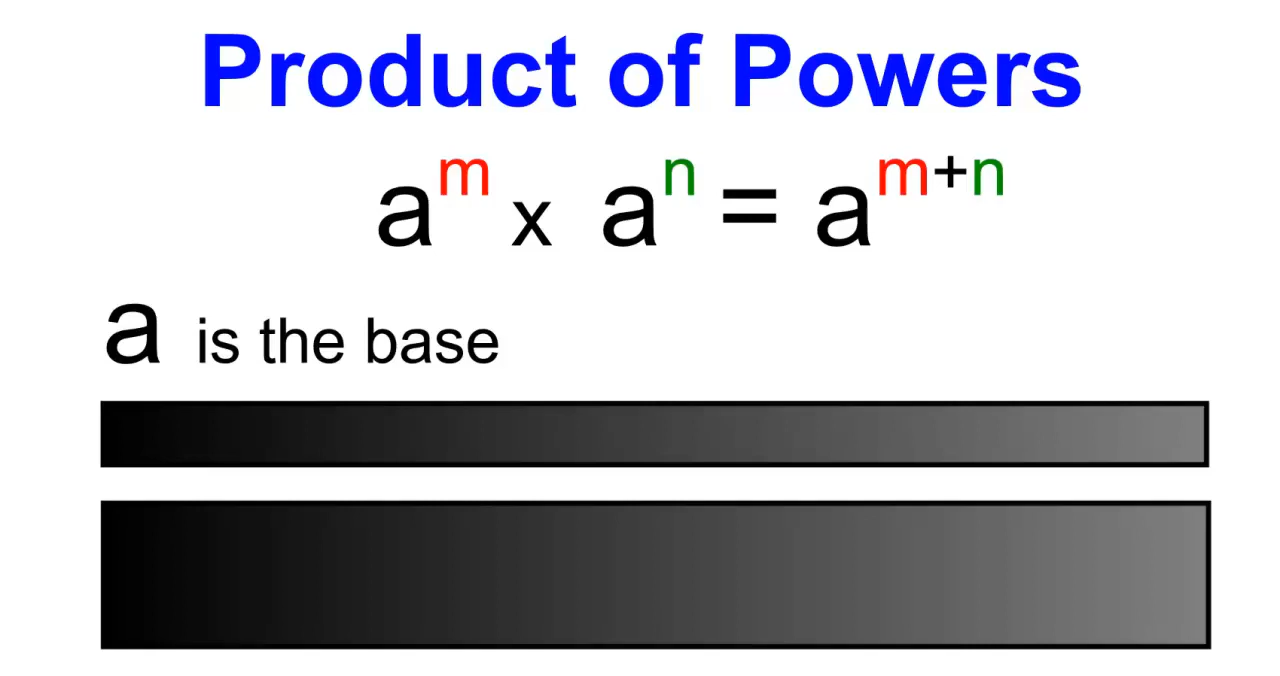 Product of Powers
a^m x a^n = a^m+n
a is the base